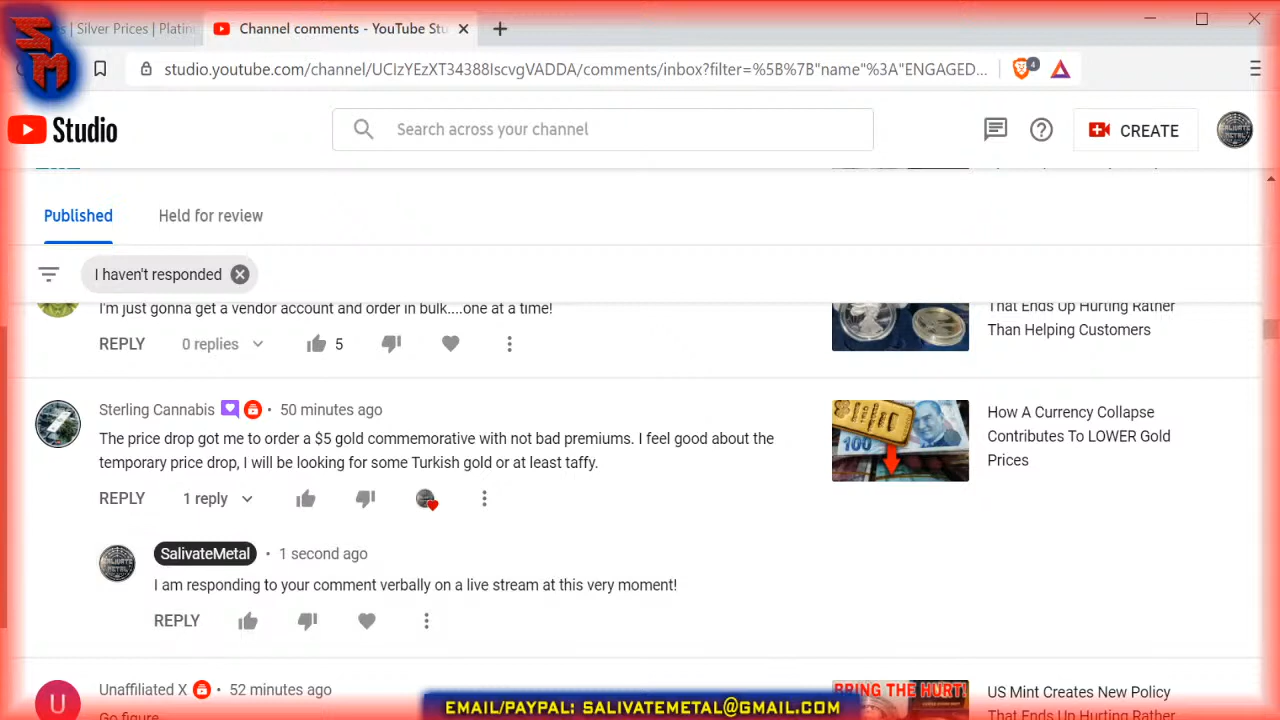 SM
s | Silver Prices | Platin
Channel comments - YouTube Stu
studio.youtube.com/channel/UCIzYEzXT34388IscvgVADDA/comments/inbox?filter=%5B%7B"name"%3A"ENGAGED...
4
Studio
Search across your channel
CREATE
Published
Held for review
I haven't responded
I'm just gonna get a vendor account and order in bulk....one at a time!
That Ends Up Hurting Rather
Than Helping Customers
REPLY 0 replies 5
Sterling Cannabis • 50 minutes ago
The price drop got me to order a $5 gold commemorative with not bad premiums. I feel good about the
temporary price drop, I will be looking for some Turkish gold or at least taffy.
100
How A Currency Collapse
Contributes To LOWER Gold
Prices
REPLY 1 reply
SalivateMetal • 1 second ago
I am responding to your comment verbally on a live stream at this very moment!
REPLY
U
Unaffiliated X • 52 minutes ago
Go figure
BRING THE HURT!
US Mint Creates New Policy
That Ends Up Hurting Rather
EMAIL/PAYPAL: SALIVATEMETAL@GMAIL.COM